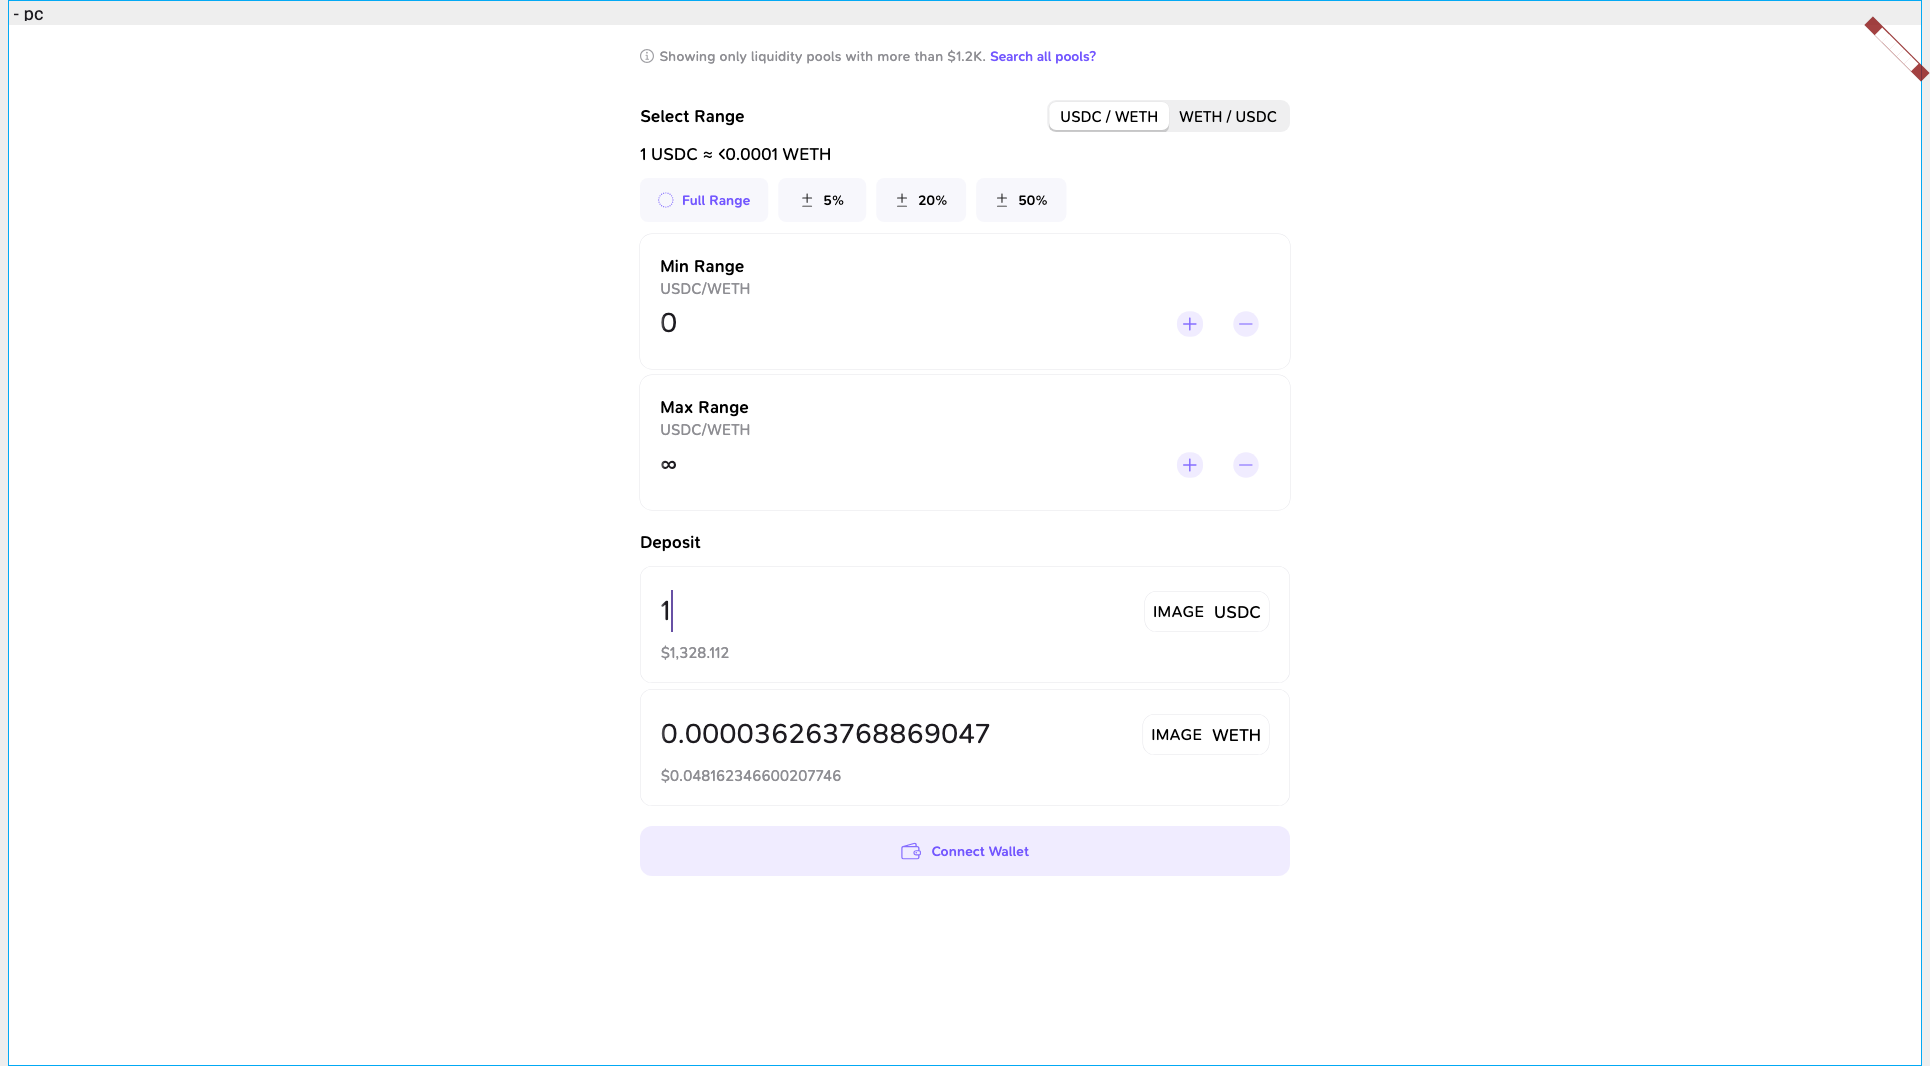 - pc
Showing only liquidity pools with more than $1.2K. Search all pools?
Select Range
USDC / WETH WETH / USDC
1 USDC ≈ <0.0001 WETH
Full Range ± 5% ± 20% ± 50%
Min Range
USDC/WETH
0
Max Range
USDC/WETH
∞
Deposit
1 IMAGE USDC
$1,328.112
0.000036263768869047 IMAGE WETH
$0.048162346600207746
Connect Wallet